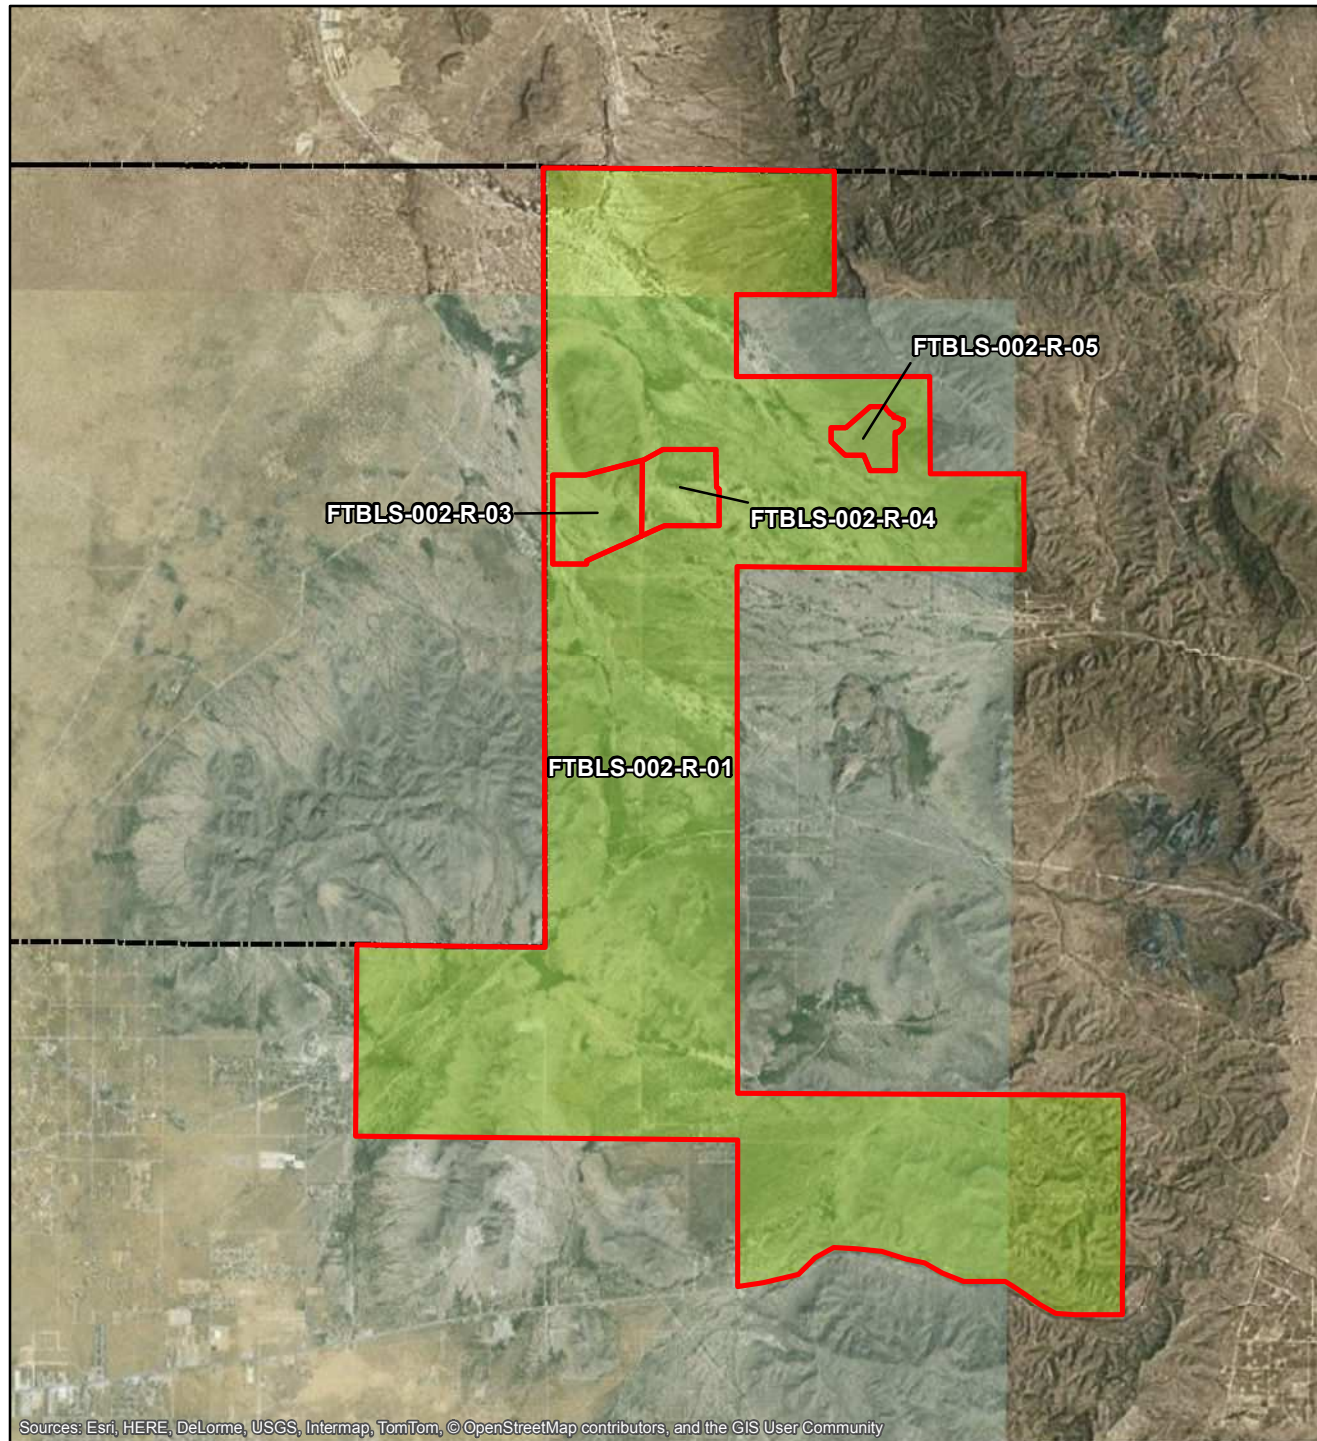 FTBLS-002-R-05
FTBLS-002-R-03
FTBLS-002-R-04
FTBLS-002-R-01
Sources: Esri, HERE, DeLorme, USGS, Intermap, TomTom, © OpenStreetMap contributors, and the GIS User Community